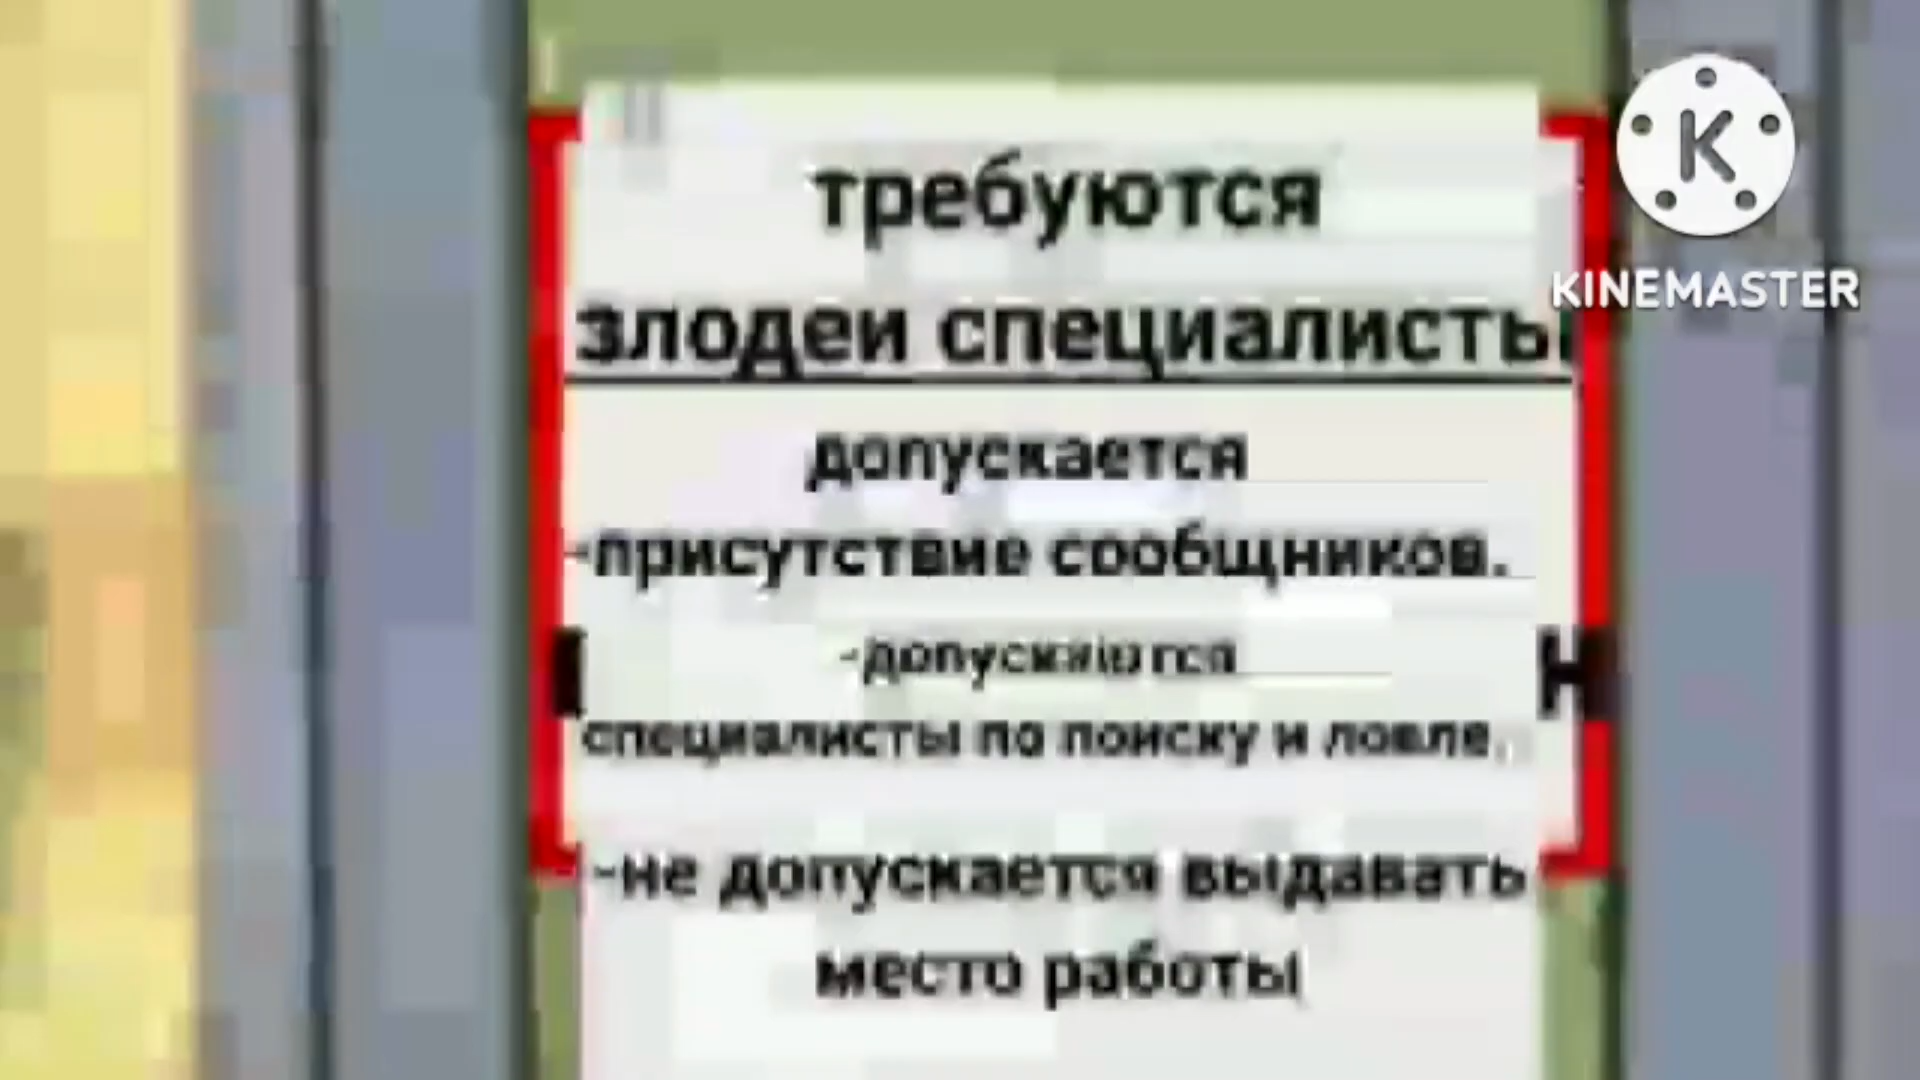 требуются
злодеи специалисты
допускается
-присутствие сообщников.
-допускаются
специалисты по поиску и ловле.
-не допускается выдавать
место работы
Н
K
KINEMASTER